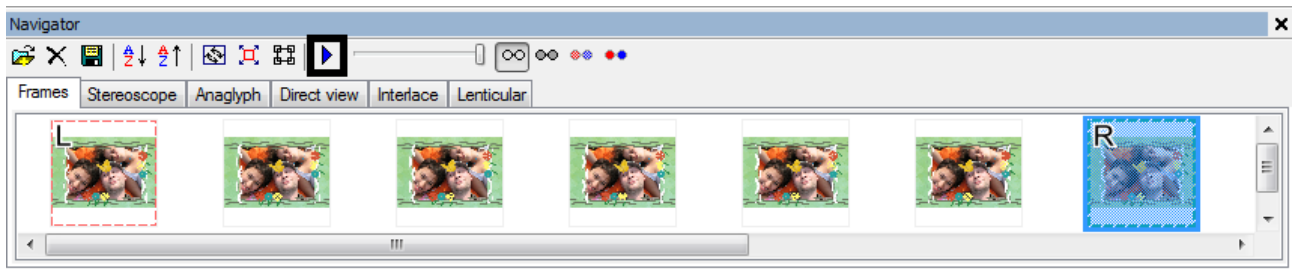 Navigator
Frames Stereoscope Anaglyph Direct view Interlace Lenticular
L R